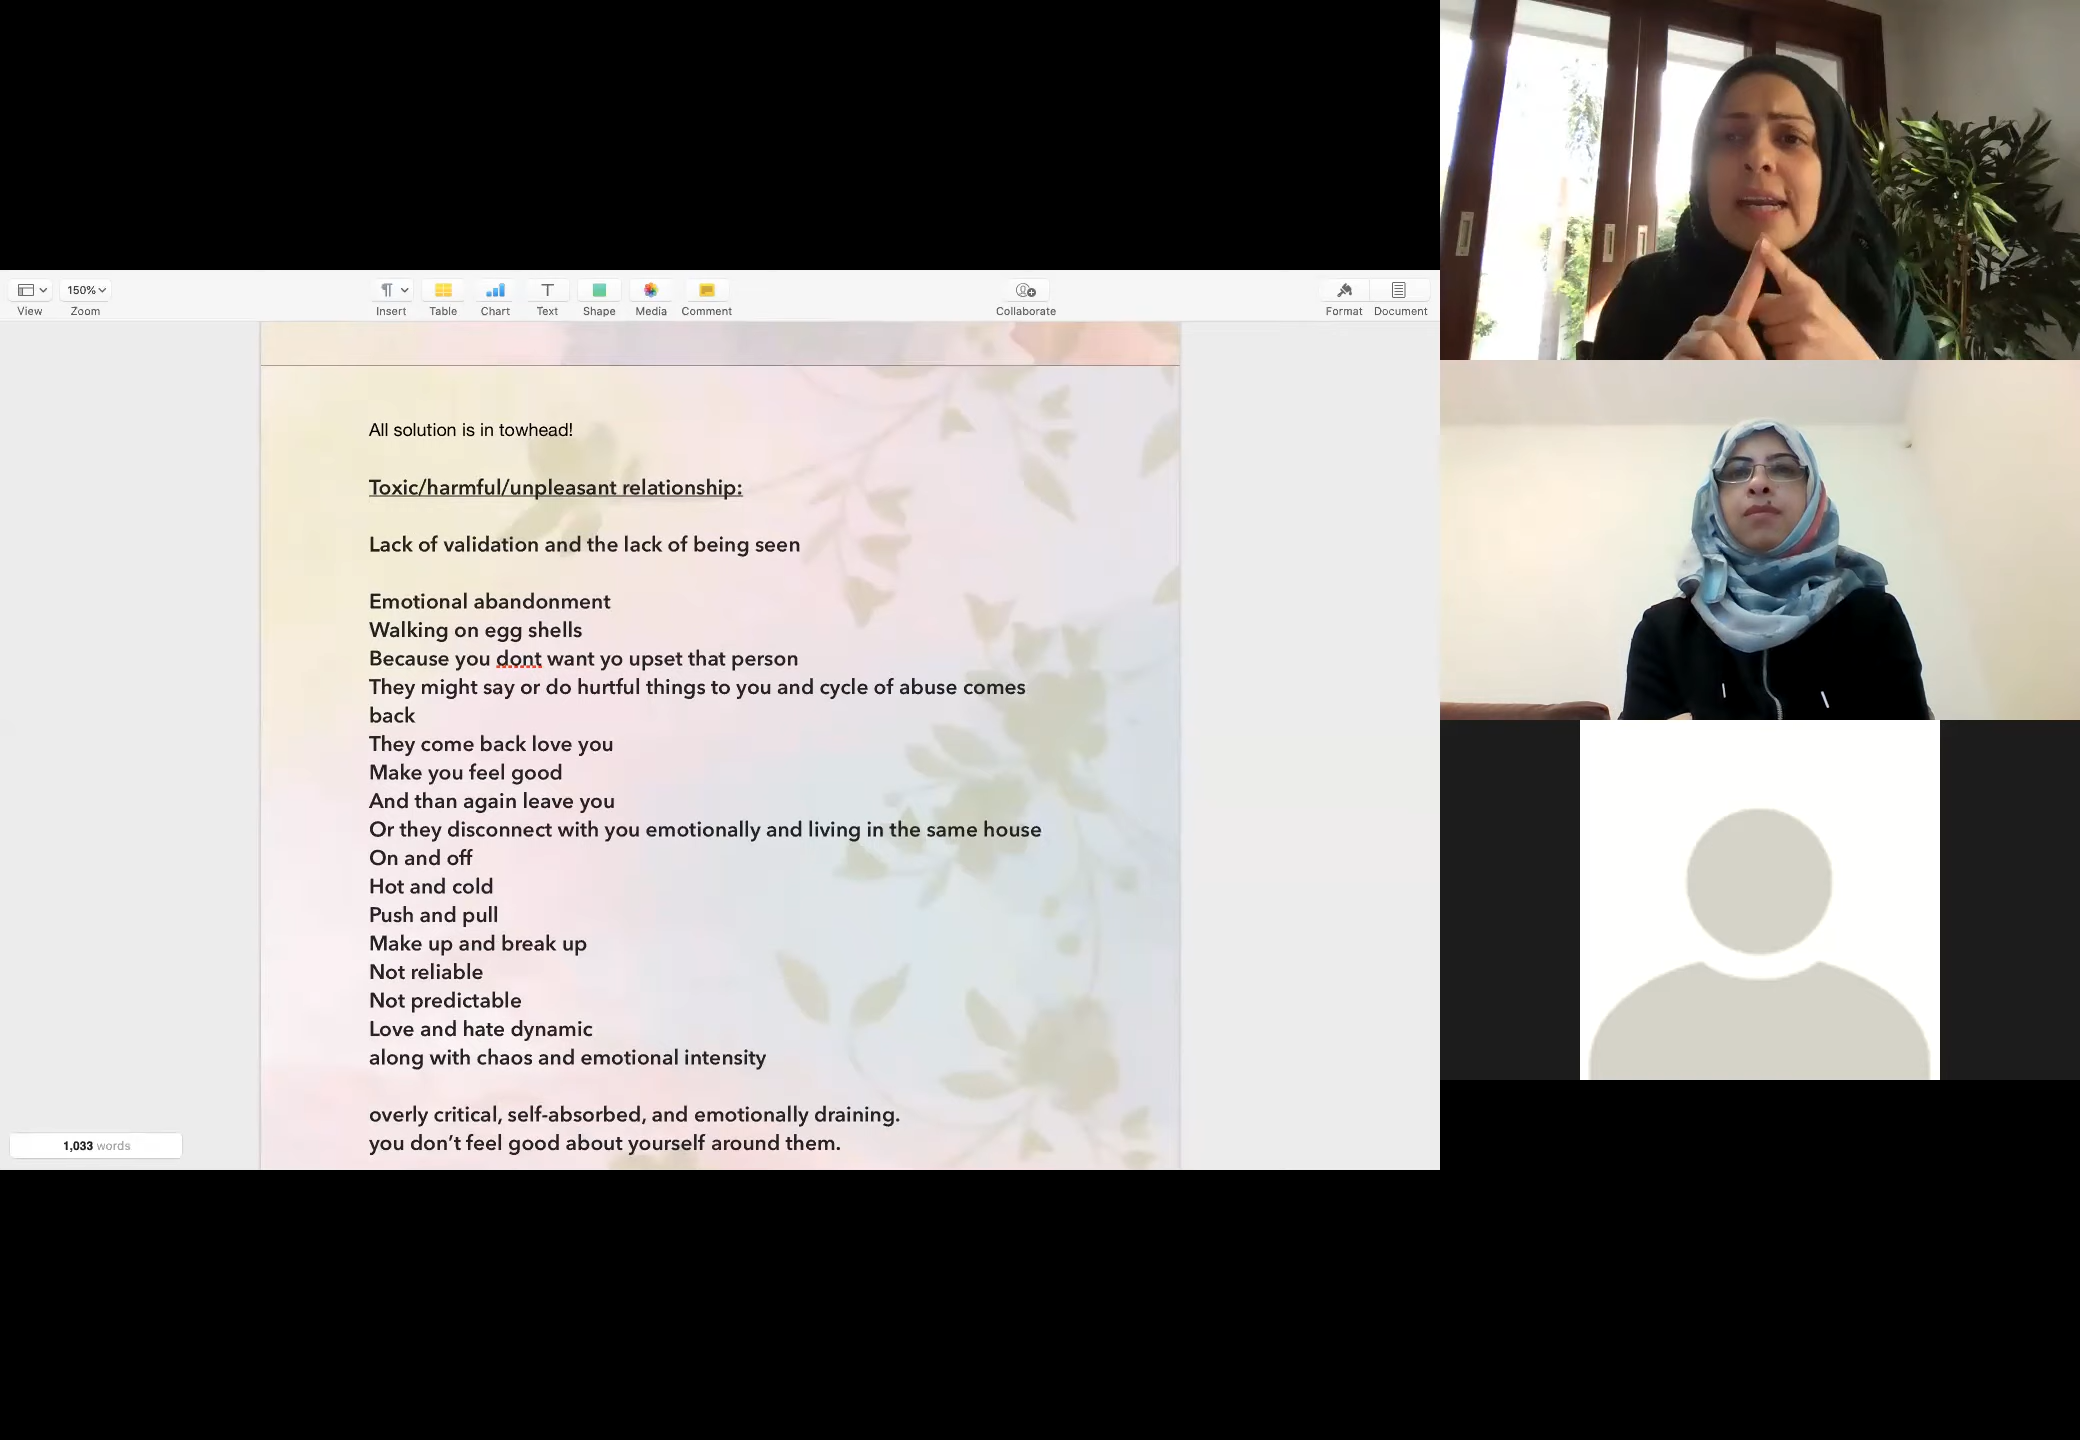 150%
View
Zoom
Insert
Table
Chart
Text
Shape
Media
Comment
Collaborate
Format
Document
All solution is in towhead!
Toxic/harmful/unpleasant relationship:
Lack of validation and the lack of being seen
Emotional abandonment
Walking on egg shells
Because you dont want yo upset that person
They might say or do hurtful things to you and cycle of abuse comes
back
They come back love you
Make you feel good
And than again leave you
Or they disconnect with you emotionally and living in the same house
On and off
Hot and cold
Push and pull
Make up and break up
Not reliable
Not predictable
Love and hate dynamic
along with chaos and emotional intensity
overly critical, self-absorbed, and emotionally draining.
you don’t feel good about yourself around them.
1,033 words